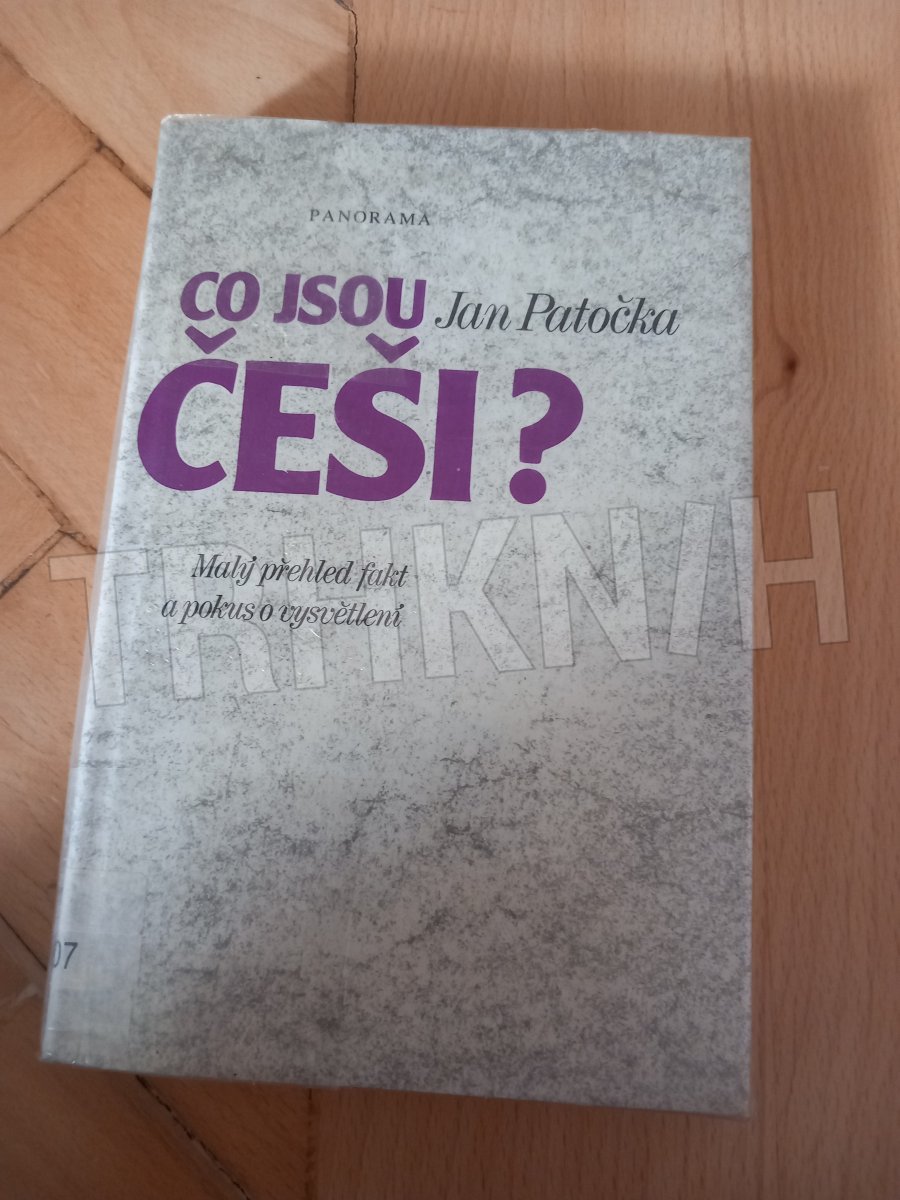 PANORAMA
CO JSOU Jan Patočka
ČEŠI?
Malý přehled fakt
a pokus o vysvětlení
TRHKNIH
07